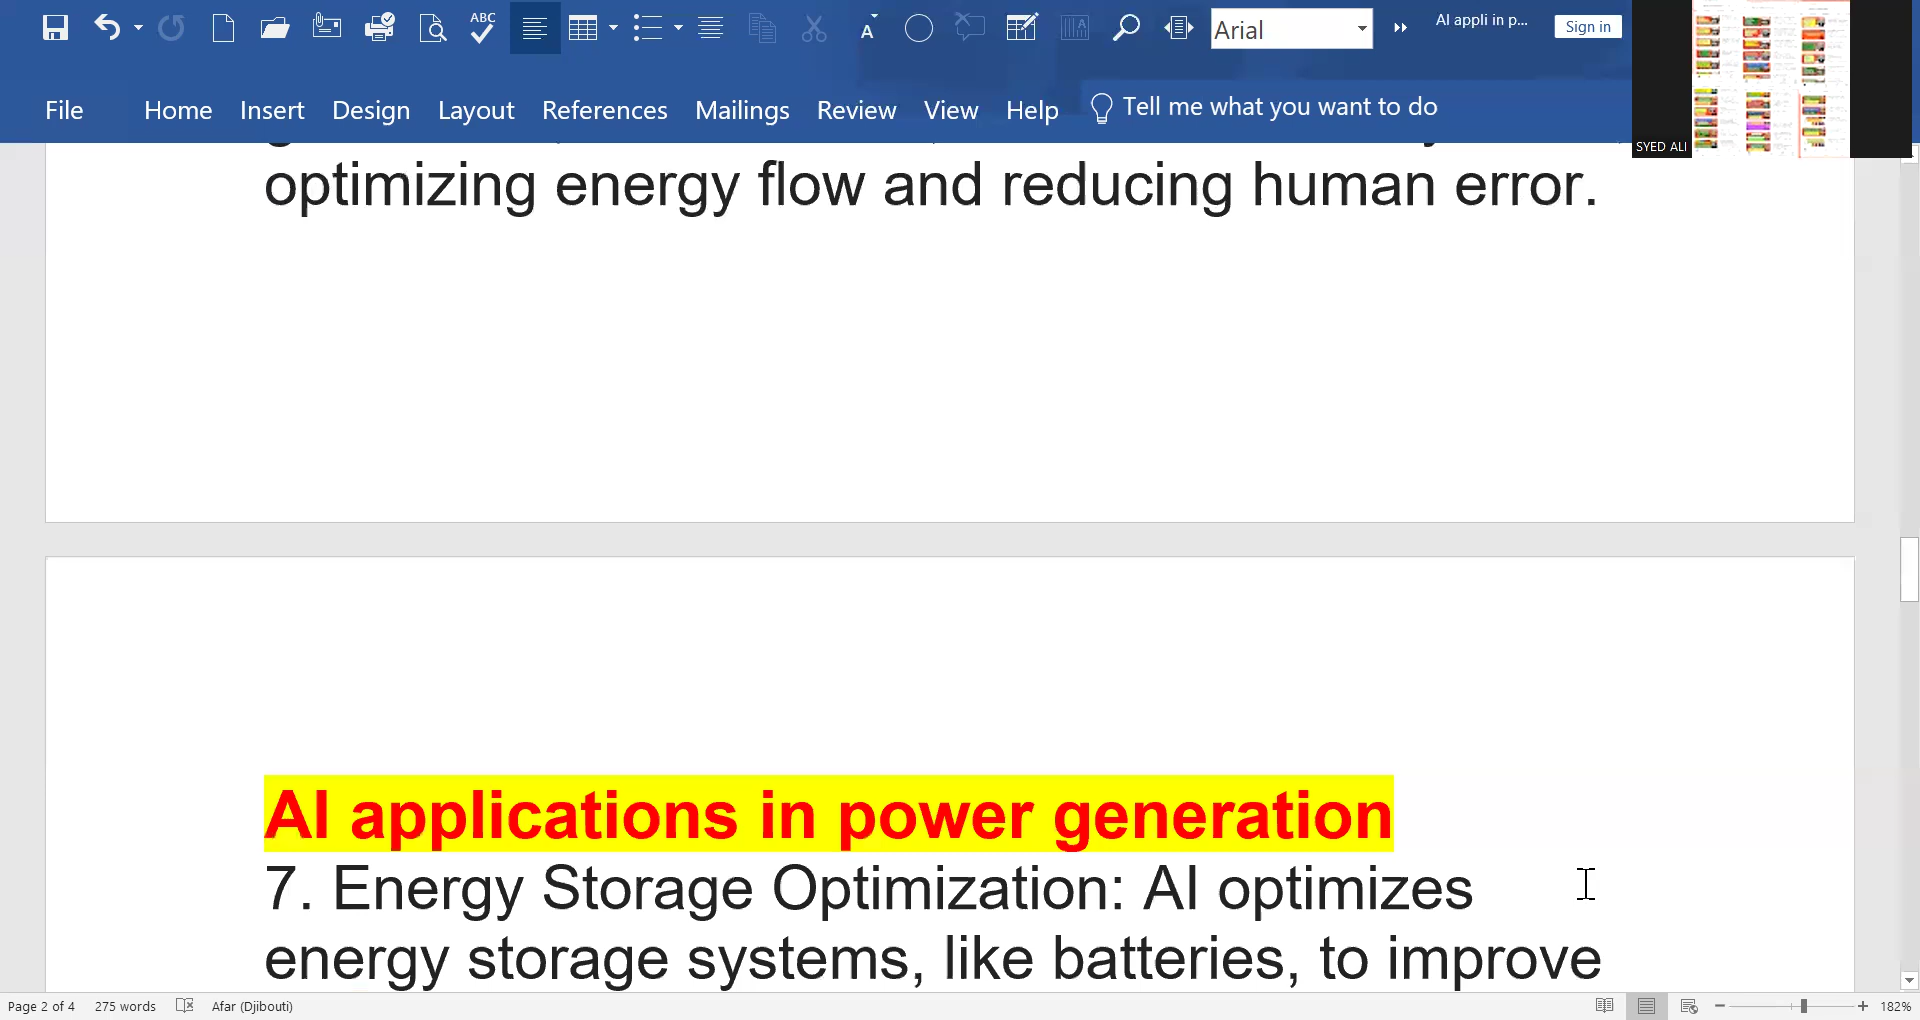 ABC
A
Arial
AI appli in p...
Sign in
File Home Insert Design Layout References Mailings Review View Help Tell me what you want to do
SYED ALI
optimizing energy flow and reducing human error.
AI applications in power generation
7. Energy Storage Optimization: AI optimizes
energy storage systems, like batteries, to improve
Page 2 of 4 275 words Afar (Djibouti) 182%